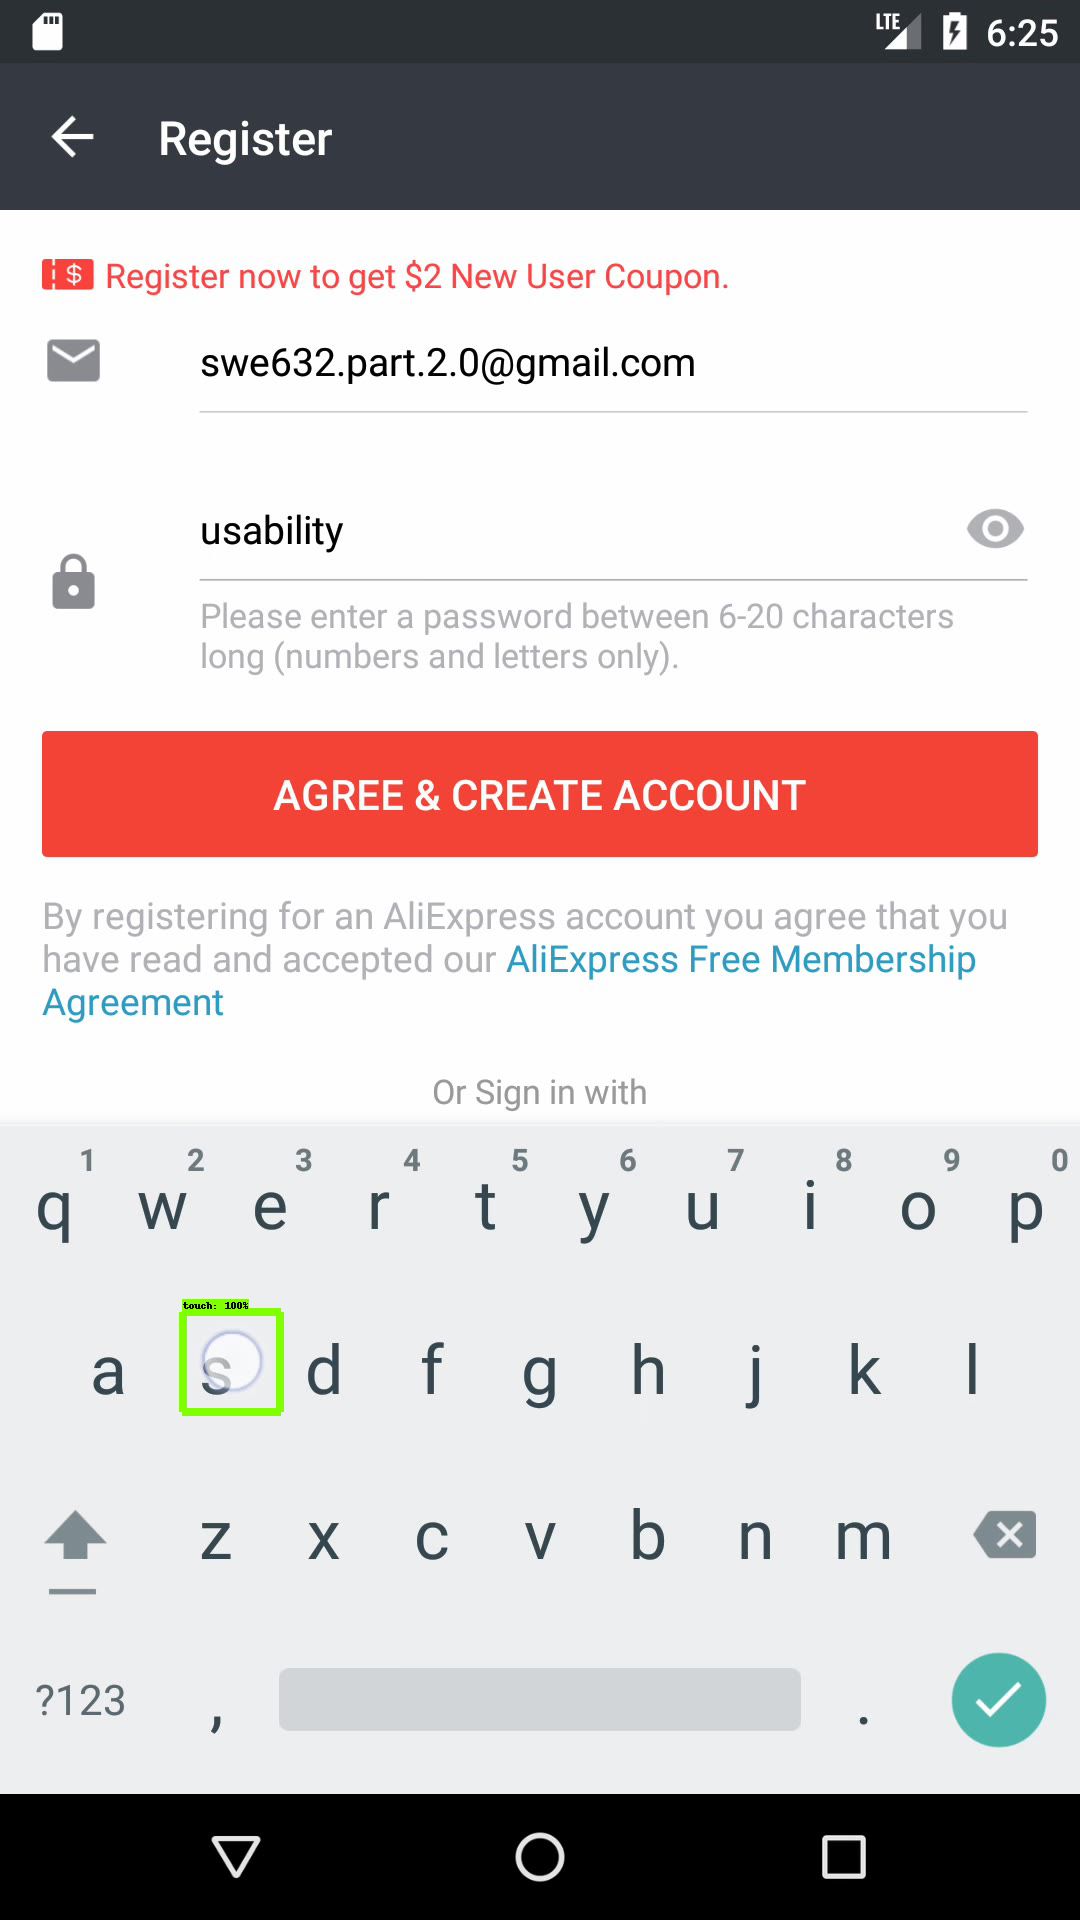 LTE 6:25
Register
$ Register now to get $2 New User Coupon.
swe632.part.2.0@gmail.com
usability
Please enter a password between 6-20 characters
long (numbers and letters only).
AGREE & CREATE ACCOUNT
By registering for an AliExpress account you agree that you
have read and accepted our AliExpress Free Membership
Agreement
Or Sign in with
1 2 3 4 5 6 7 8 9 0
q w e r t y u i o p
touch: 100%
a s d f g h j k l
z x c v b n m
?123 , .